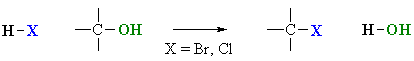 H-X -C-OH X = Br, Cl -C-X H-OH